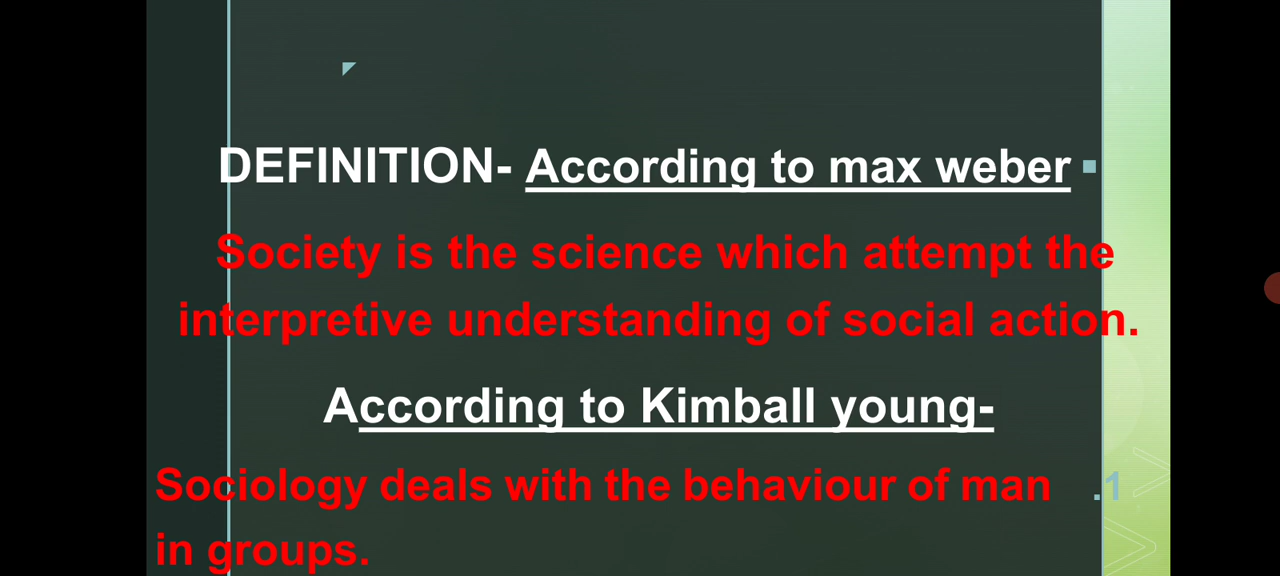 DEFINITION- According to max weber
Society is the science which attempt the
interpretive understanding of social action.
According to Kimball young-
Sociology deals with the behaviour of man .1
in groups.